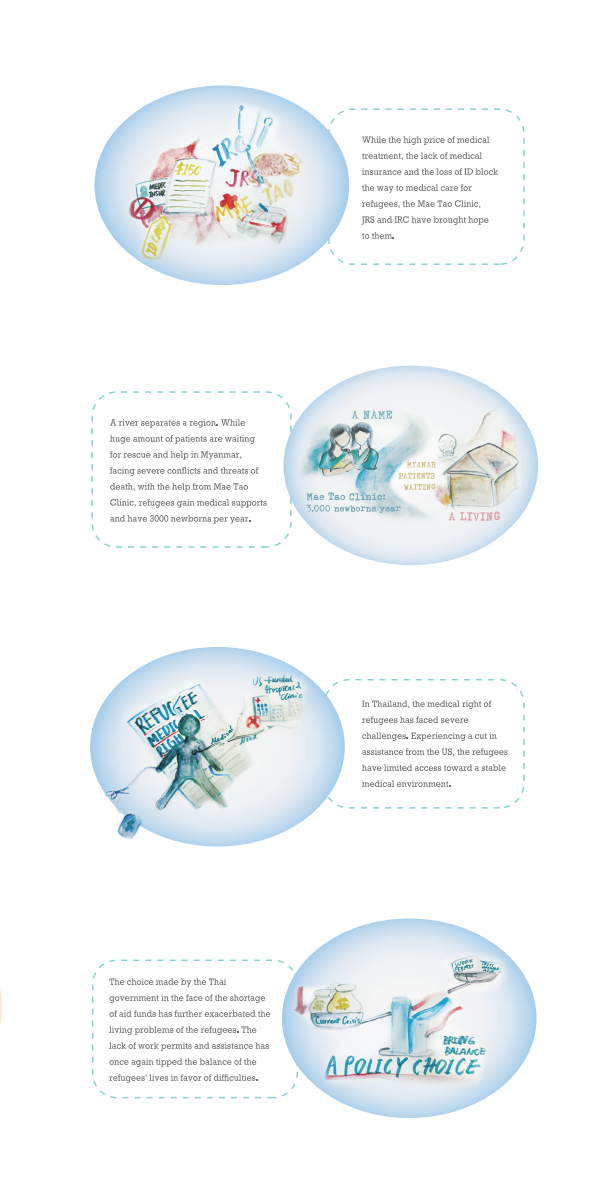 MEDIC
INSUR
$150
ID CARD
IRC
JRS
MAE TAO
While the high price of medical
treatment, the lack of medical
insurance and the loss of ID block
the way to medical care for
refugees, the Mae Tao Clinic,
JRS and IRC have brought hope
to them.
A river separates a region. While
huge amount of patients are waiting
for rescue and help in Myanmar,
facing severe conflicts and threats of
death, with the help from Mae Tao
Clinic, refugees gain medical supports
and have 3000 newborns per year.
A NAME
Mae Tao Clinic:
3,000 newborns year
MYANAR
PATIENTS
WAITING
A LIVING
REFUGEE
MEDICAL
RIGHT
Medical Need
US-Funded
Hospital
Clinic
In Thailand, the medical right of
refugees has faced severe
challenges. Experiencing a cut in
assistance from the US, the refugees
have limited access toward a stable
medical environment.
The choice made by the Thai
government in the face of the shortage
of aid funds has further exacerbated the
living problems of the refugees. The
lack of work permits and assistance has
once again tipped the balance of the
refugees' lives in favor of difficulties.
Current Crisis
WORK
PERMIT
BRING
BALANCE
A POLICY CHOICE